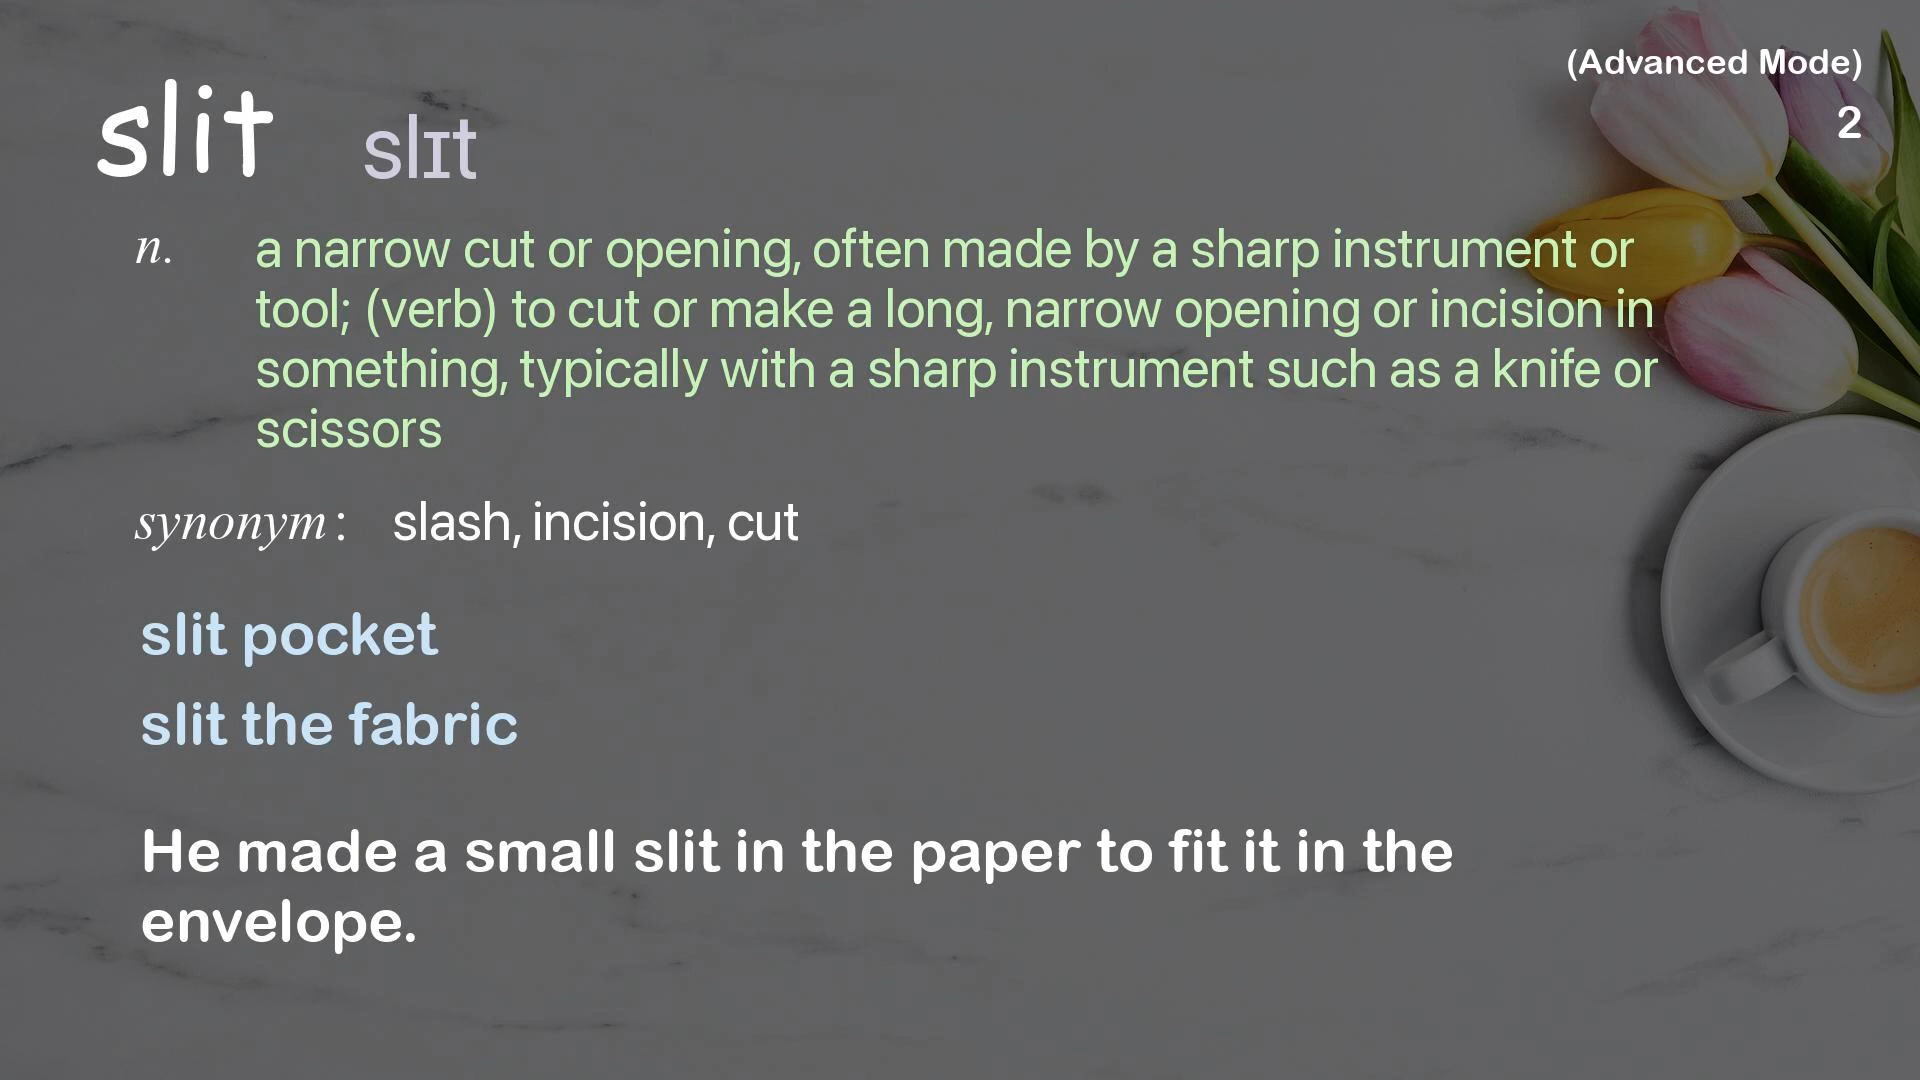 (Advanced Mode)
2
slit slɪt
n. a narrow cut or opening, often made by a sharp instrument or
tool; (verb) to cut or make a long, narrow opening or incision in
something, typically with a sharp instrument such as a knife or
scissors
synonym: slash, incision, cut
slit pocket
slit the fabric
He made a small slit in the paper to fit it in the
envelope.